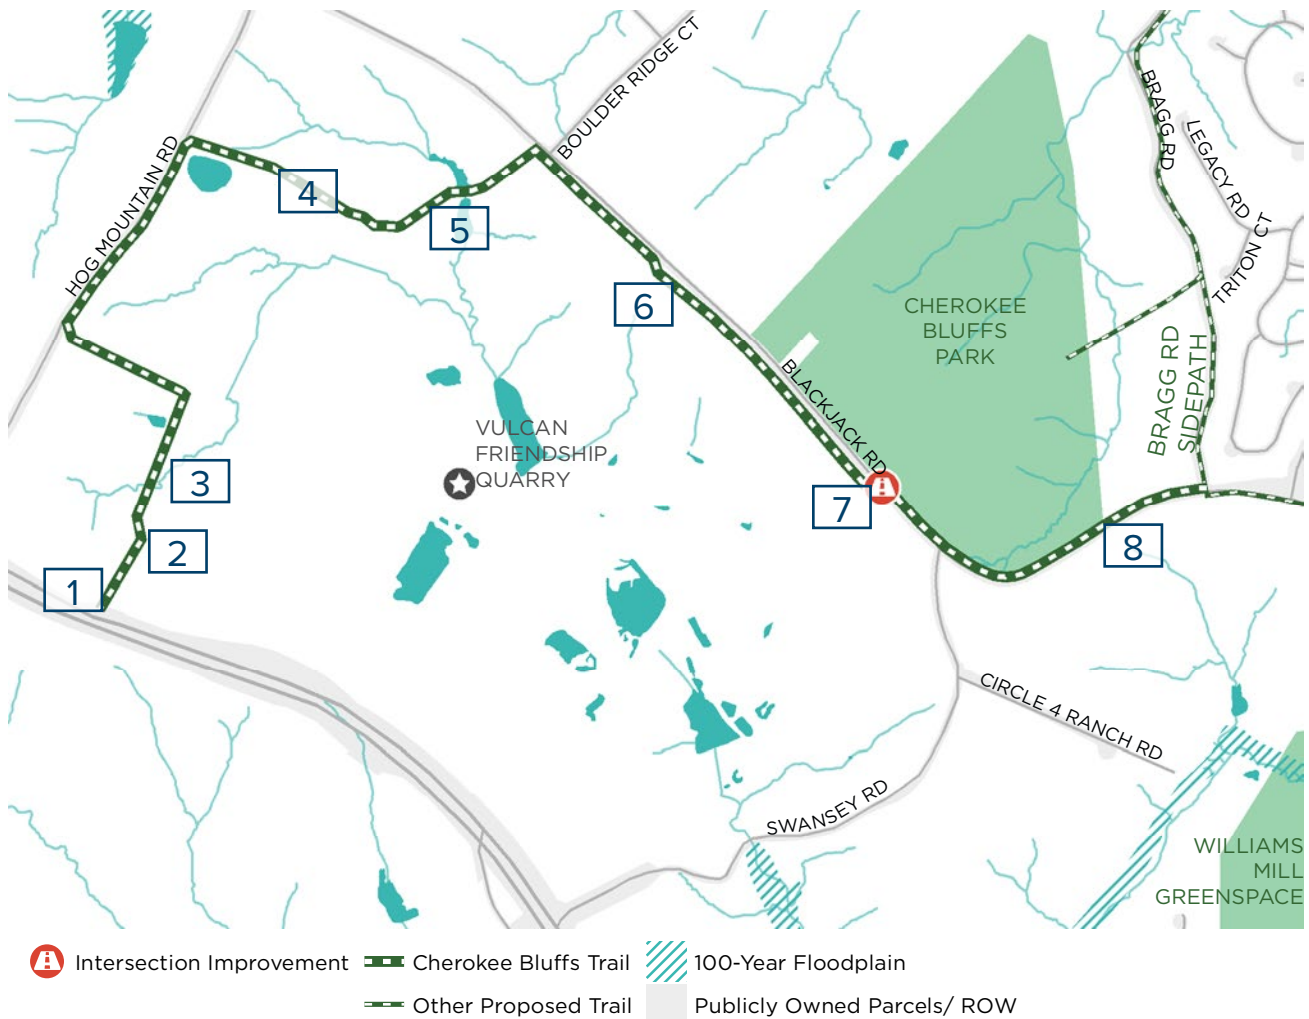 BOULDER RIDGE CT
BRAGG RD
LEGACY RD
TRITON CT
HOG MOUNTAIN RD
4
5
6
CHEROKEE
BLUFFS
PARK
BRAGG RD
SIDEPATH
BLACKJACK RD
VULCAN
FRIENDSHIP
QUARRY
3
7
2
8
1
CIRCLE 4 RANCH RD
SWANSEY RD
WILLIAMS
MILL
GREENSPACE
Intersection Improvement
Cherokee Bluffs Trail
100-Year Floodplain
Other Proposed Trail
Publicly Owned Parcels/ ROW